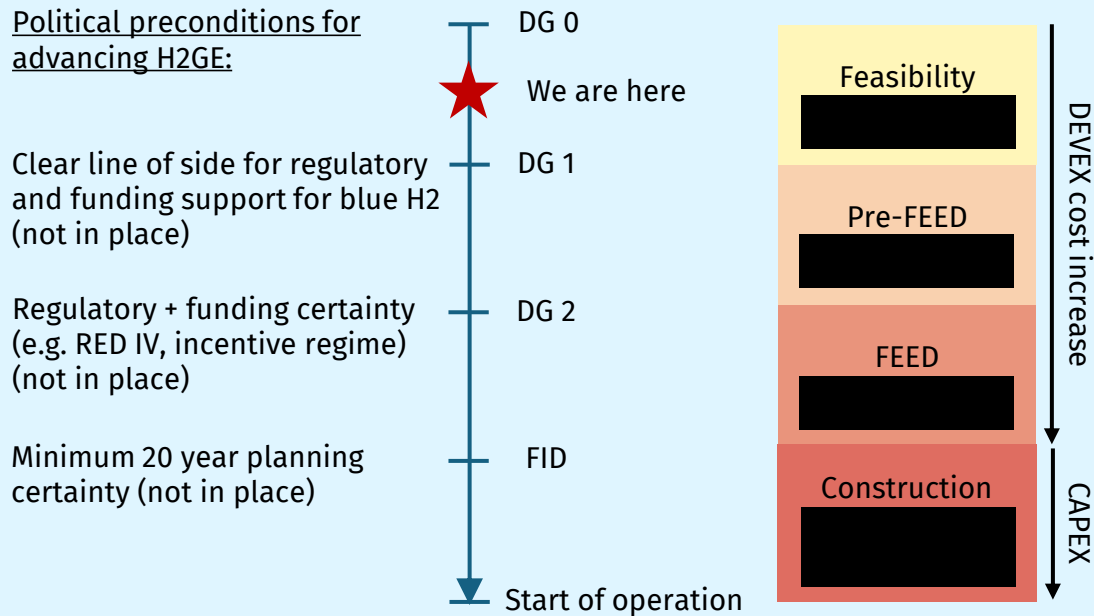 Political preconditions for
advancing H2GE:
DG 0
We are here
Clear line of side for regulatory
and funding support for blue H2
(not in place)
DG 1
Regulatory + funding certainty
(e.g. RED IV, incentive regime)
(not in place)
DG 2
Minimum 20 year planning
certainty (not in place)
FID
Start of operation
Feasibility
Pre-FEED
FEED
Construction
DEVEX cost increase
CAPEX